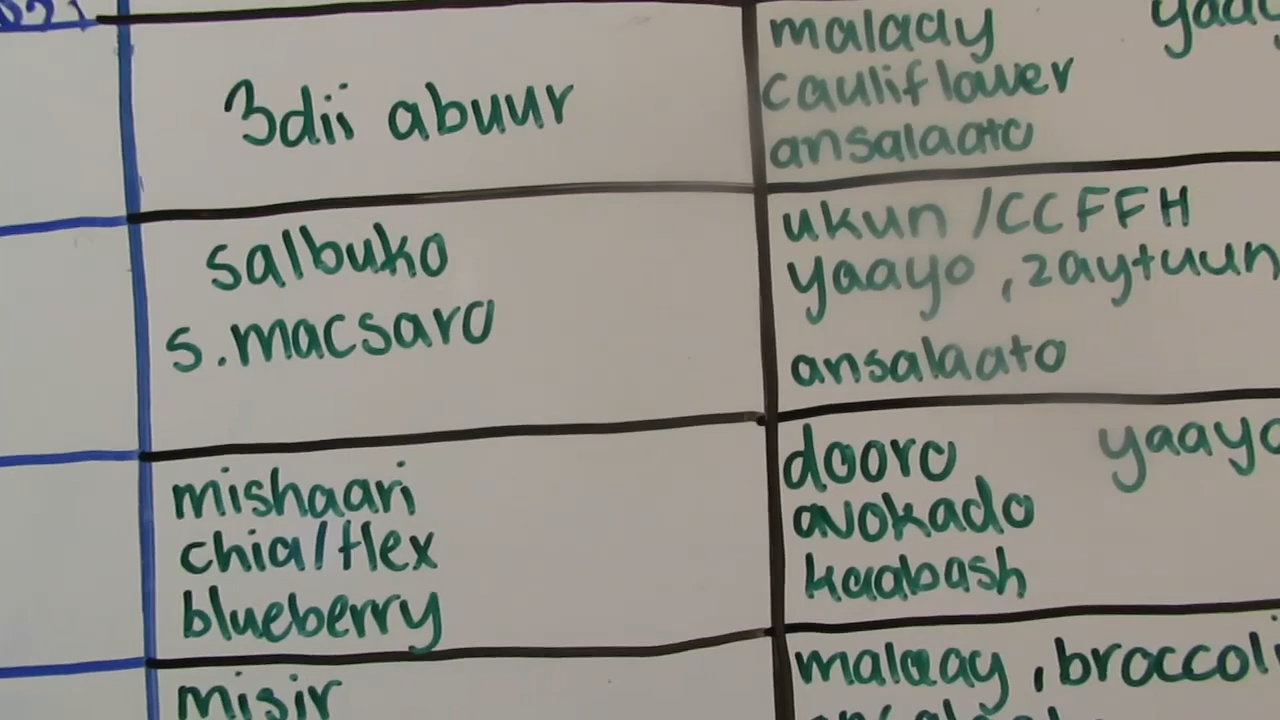 3dii abuur
malaay
cauliflower
ansalaato
salbuko
s.macsaro
ukun /CCFFH
yaayo , zaytuun
ansalaato
mishaari
chia/flex
blueberry
dooro yaayo
avokado
kaabash
misir
malaay , broccoli